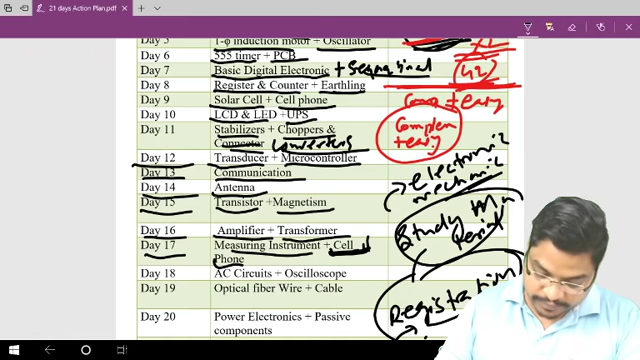 21 days Action Plan.pdf
Day 5 1-φ induction motor + Oscillator
Day 6 555 timer + PCB
Day 7 Basic Digital Electronic + Sequential
42
Day 8 Register & Counter + Earthling
Day 9 Solar Cell + Cell phone
Day 10 LCD & LED +UPS
Day 11 Stabilizers + Choppers &
Connector Converters
Day 12 Transducer + Microcontroller
Day 13 Communication
Day 14 Antenna
Day 15 Transistor +Magnetism
Day 16 Amplifier + Transformer
Day 17 Measuring Instrument + Cell
Phone
Day 18 AC Circuits + Oscilloscope
Day 19 Optical fiber Wire + Cable
Day 20 Power Electronics + Passive
components
electronic
mechanic
Study
Period
Registration